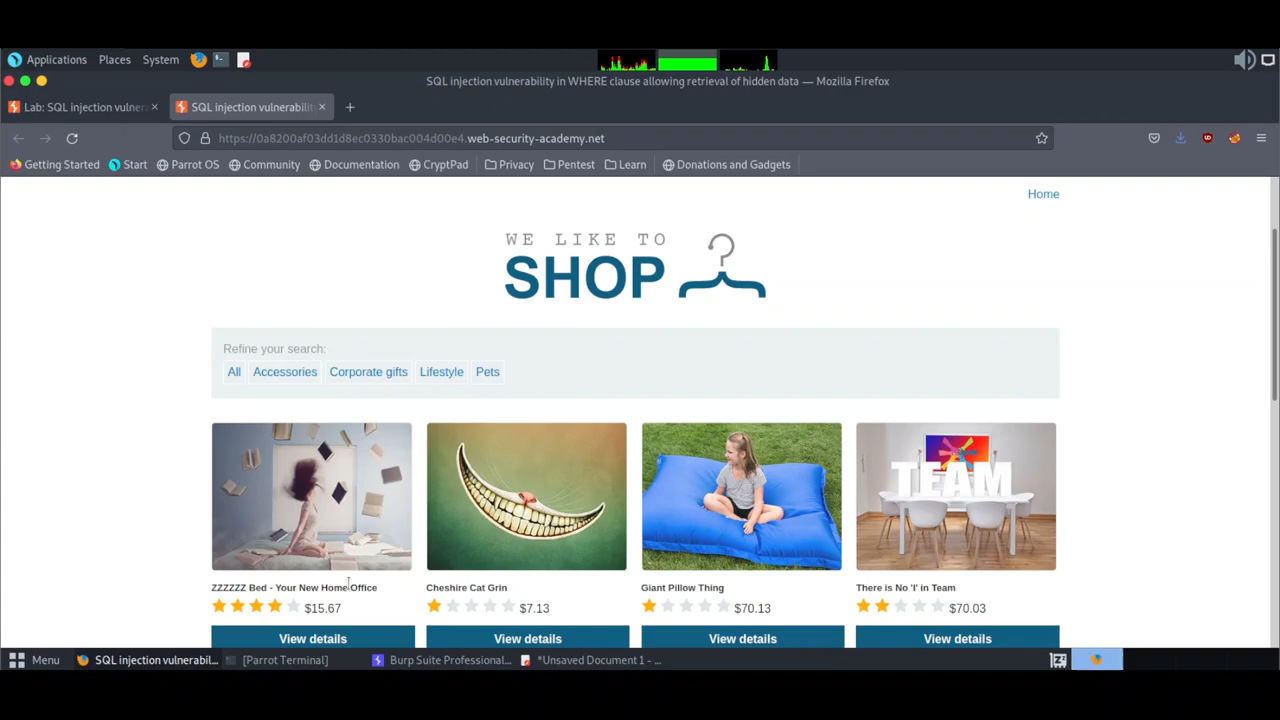 Applications Places System
SQL injection vulnerability in WHERE clause allowing retrieval of hidden data — Mozilla Firefox
Lab: SQL injection vulner × SQL injection vulnerability × +
https://0a8200af03dd1d8ec0330bac004d00e4.web-security-academy.net
Getting Started Start Parrot OS Community Documentation CryptPad Privacy Pentest Learn Donations and Gadgets
Home
WE LIKE TO
SHOP
Refine your search:
All Accessories Corporate gifts Lifestyle Pets
TEAM
ZZZZZZ Bed - Your New Home Office Cheshire Cat Grin Giant Pillow Thing There is No 'I' in Team
$15.67 $7.13 $70.13 $70.03
View details View details View details View details
Menu SQL injection vulnerabil... [Parrot Terminal] Burp Suite Professional... *Unsaved Document 1 - ...